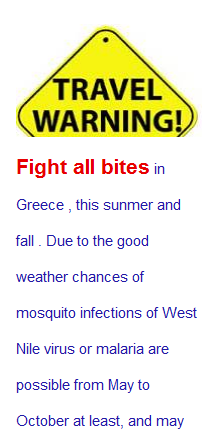 TRAVEL
WARNING!
Fight all bites in
Greece , this sunmer and
fall . Due to the good
weather chances of
mosquito infections of West
Nile virus or malaria are
possible from May to
October at least, and may